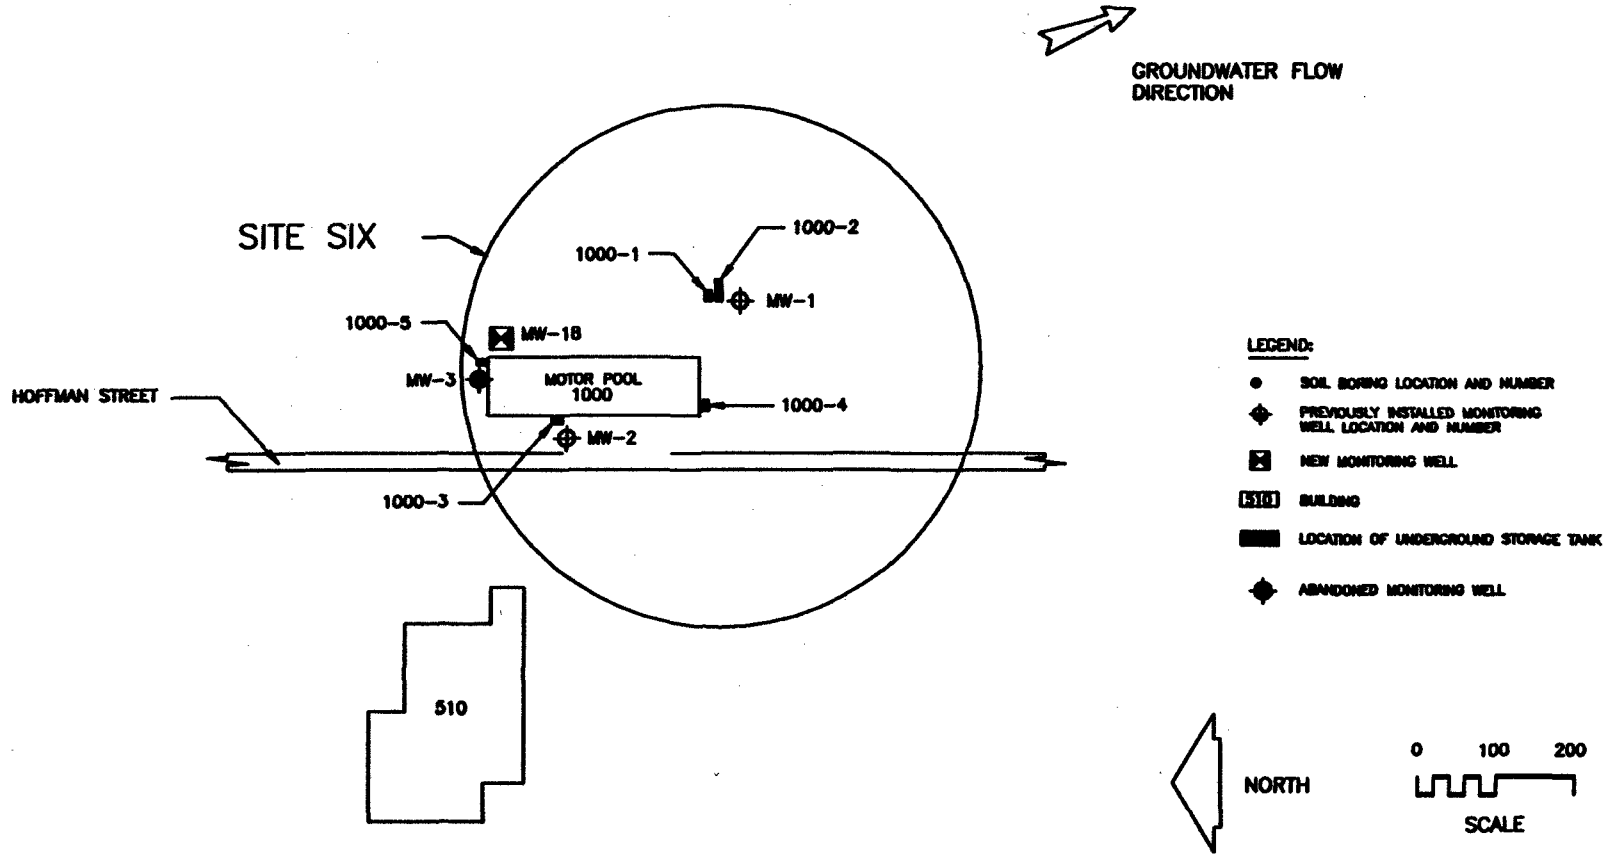 GROUNDWATER FLOW
DIRECTION
SITE SIX
1000-2
1000-1
MW-1
1000-5
MW-18
MW-3
MOTOR POOL
1000
1000-4
HOFFMAN STREET
MW-2
1000-3
510
LEGEND:
SOIL BORING LOCATION AND NUMBER
PREVIOUSLY INSTALLED MONITORING
WELL LOCATION AND NUMBER
NEW MONITORING WELL
510 BUILDING
LOCATION OF UNDERGROUND STORAGE TANK
ABANDONED MONITORING WELL
NORTH
0 100 200
SCALE